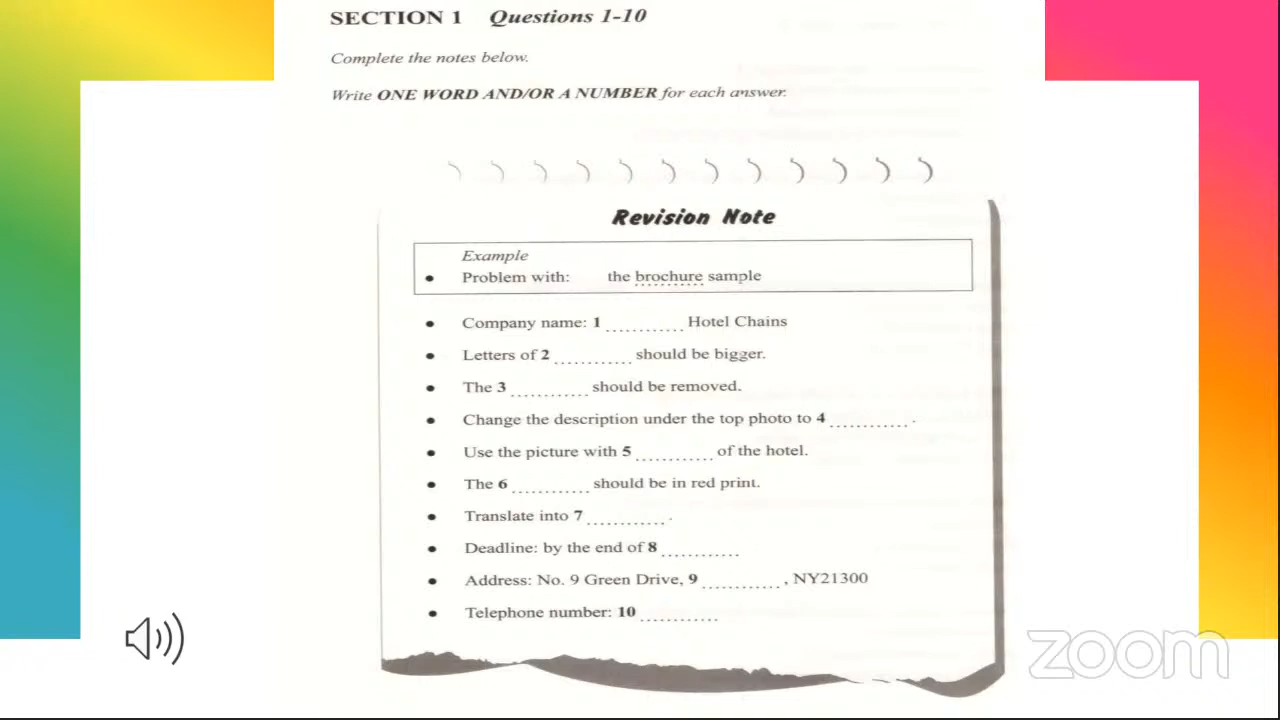 SECTION 1 Questions 1-10
Complete the notes below.
Write ONE WORD AND/OR A NUMBER for each answer.
Revision Note
Example
• Problem with: the brochure sample
• Company name: 1 ........... Hotel Chains
• Letters of 2 ........... should be bigger.
• The 3 ........... should be removed.
• Change the description under the top photo to 4 ........... .
• Use the picture with 5 ........... of the hotel.
• The 6 ........... should be in red print.
• Translate into 7 ........... .
• Deadline: by the end of 8 ...........
• Address: No. 9 Green Drive, 9 ........... , NY21300
• Telephone number: 10 ...........
zoom